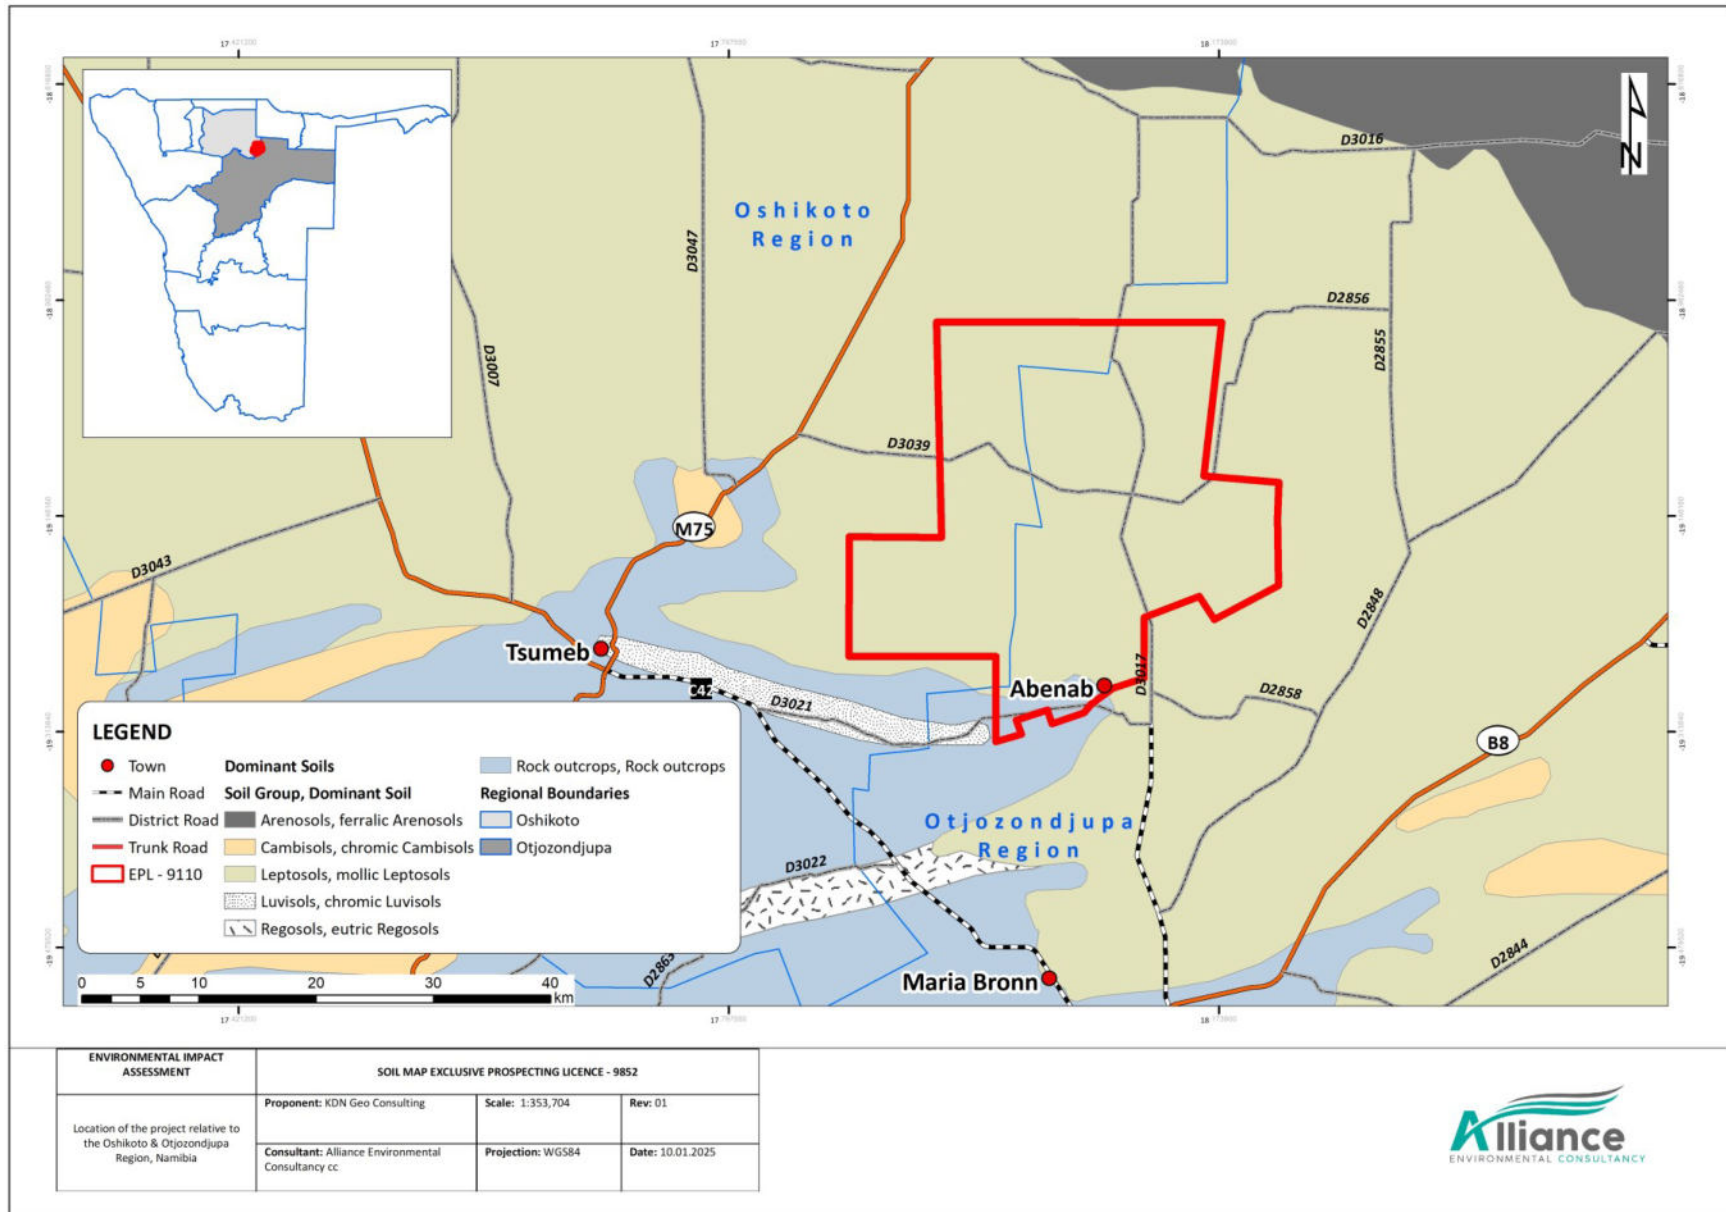 17.421200
17.797600
18.173900
Oshikoto
Region
D3016
N
D3047
D2856
D3007
D2855
D3039
M75
D3043
D2848
Tsumeb
C42
D3021
Abenab
D3017
D2858
B8
LEGEND
Town
Main Road
District Road
Trunk Road
EPL - 9110
Dominant Soils
Soil Group, Dominant Soil
Arenosols, ferralic Arenosols
Cambisols, chromic Cambisols
Leptosols, mollic Leptosols
Luvisols, chromic Luvisols
Regosols, eutric Regosols
Rock outcrops, Rock outcrops
Regional Boundaries
Oshikoto
Otjozondjupa
Otjozondjupa
Region
D3022
D2863
D2844
Maria Bronn
0 5 10 20 30 40
km
ENVIRONMENTAL IMPACT
ASSESSMENT
SOIL MAP EXCLUSIVE PROSPECTING LICENCE - 9852
Location of the project relative to
the Oshikoto & Otjozondjupa
Region, Namibia
Proponent: KDN Geo Consulting
Scale: 1:353,704
Rev: 01
Consultant: Alliance Environmental
Consultancy cc
Projection: WGS84
Date: 10.01.2025
Alliance
ENVIRONMENTAL CONSULTANCY